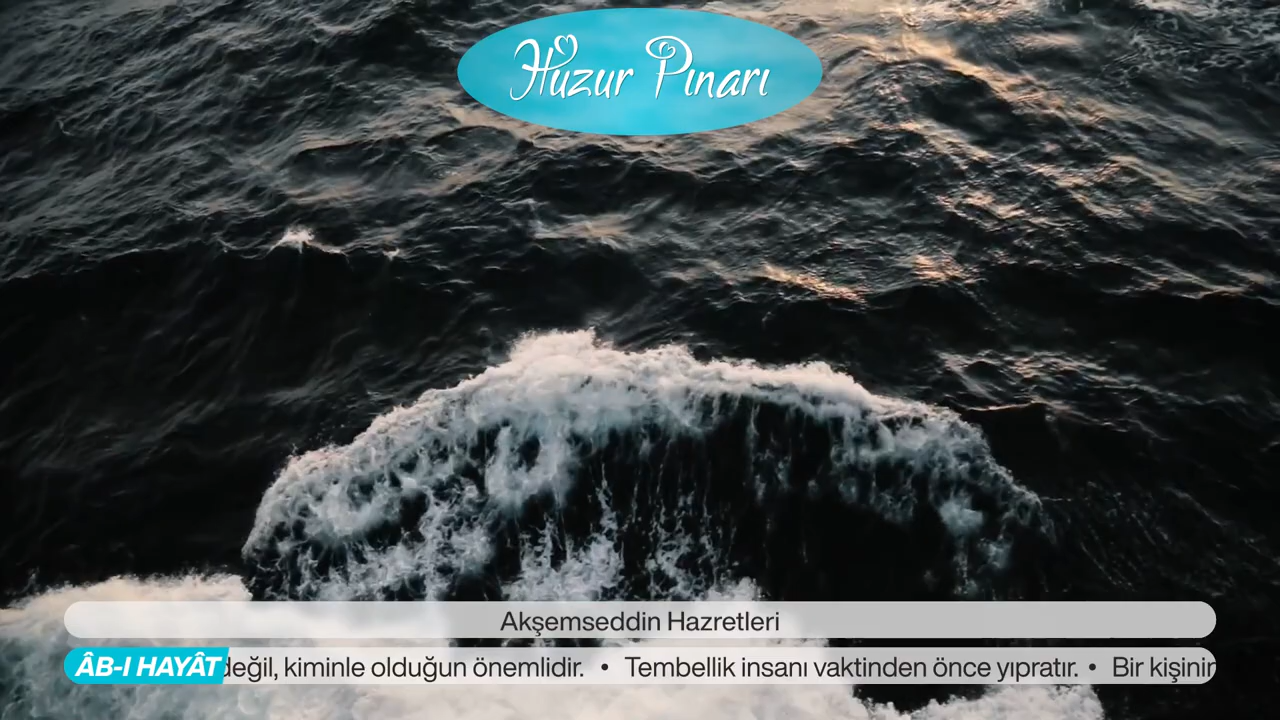 Huzur Pınarı
Akşemseddin Hazretleri
ÂB-I HAYÂT değil, kiminle olduğun önemlidir. • Tembellik insanı vaktinden önce yıpratır. • Bir kişinin